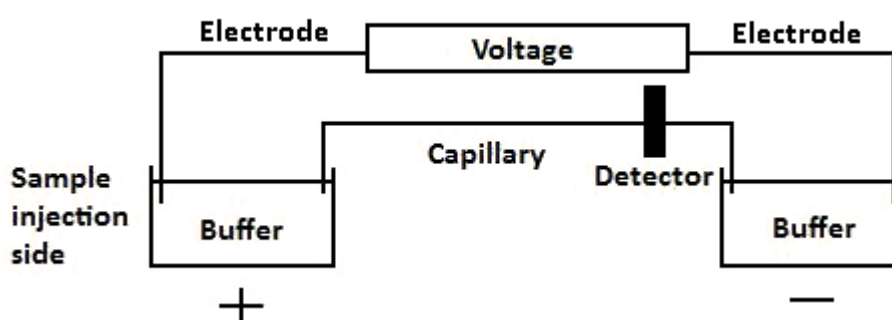 Electrode
Voltage
Electrode
Capillary
Detector
Sample
injection
side
Buffer
Buffer
+
−